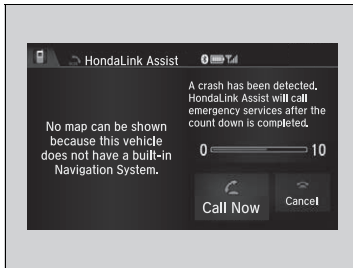 HondaLink Assist
No map can be shown
because this vehicle
does not have a built-in
Navigation System.
A crash has been detected.
HondaLink Assist will call
emergency services after the
count down is completed.
0 10
Call Now
Cancel